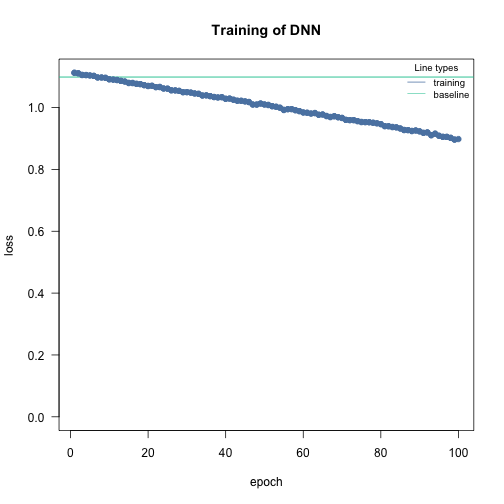 Training of DNN
Line types
training
baseline
1.0
0.8
0.6
0.4
0.2
0.0
loss
0 20 40 60 80 100
epoch